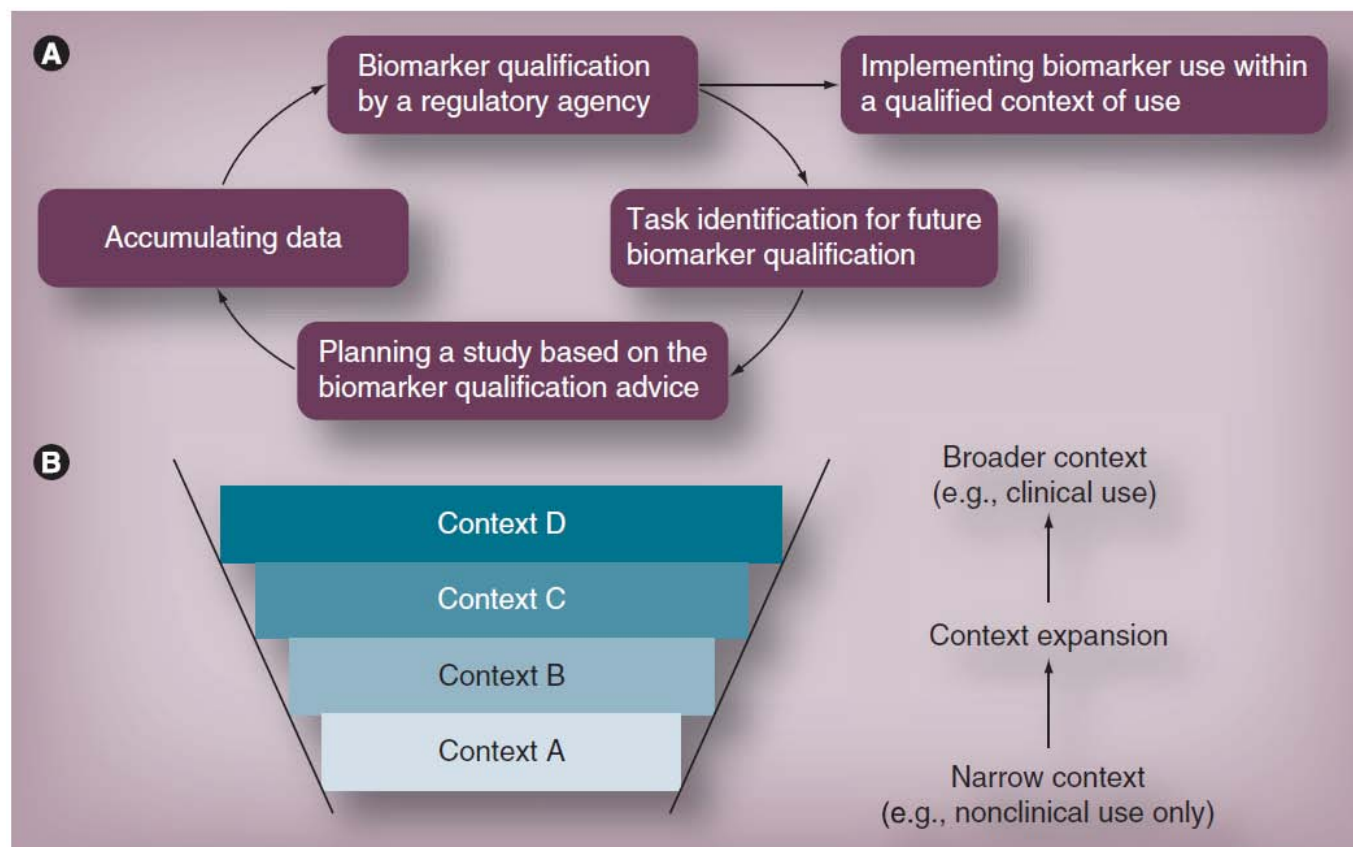 A
Biomarker qualification
by a regulatory agency
Implementing biomarker use within
a qualified context of use
Accumulating data
Task identification for future
biomarker qualification
Planning a study based on the
biomarker qualification advice
B
Context D
Context C
Context B
Context A
Broader context
(e.g., clinical use)
Context expansion
Narrow context
(e.g., nonclinical use only)